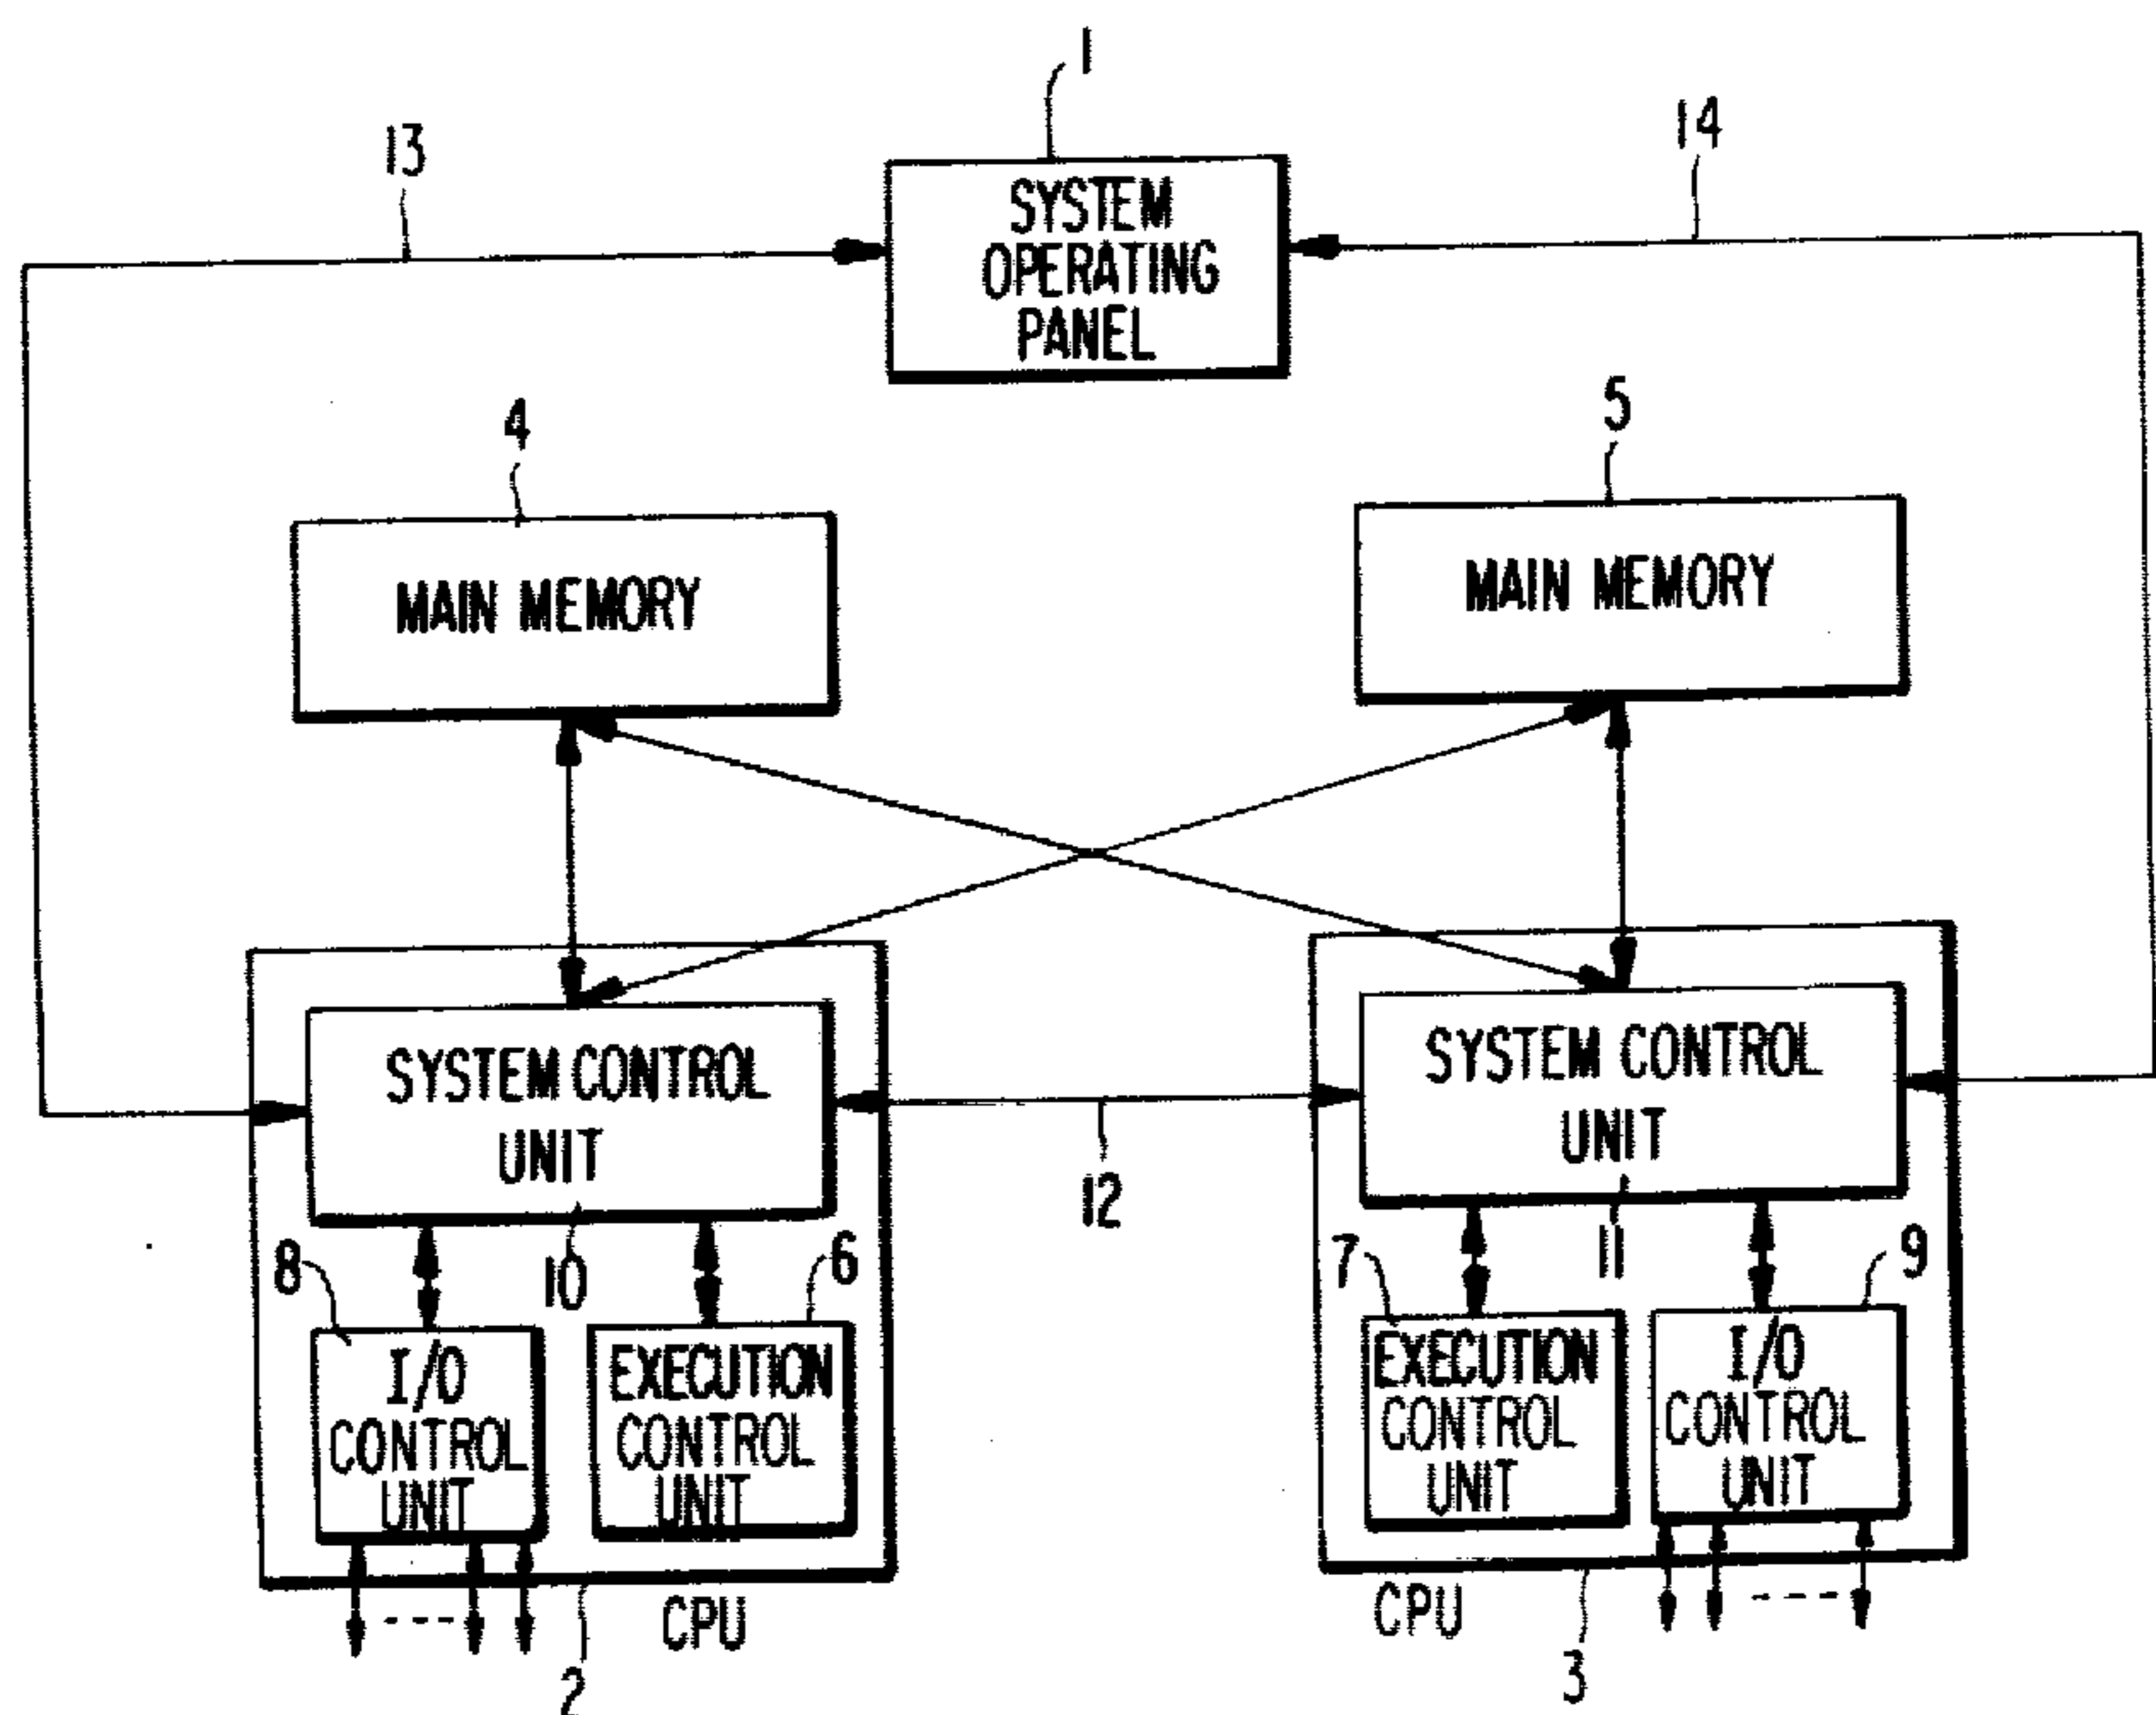 1
13
14
SYSTEM
OPERATING
PANEL
4
5
MAIN MEMORY
MAIN MEMORY
SYSTEM CONTROL
UNIT
SYSTEM CONTROL
UNIT
12
8
10
6
7
11
9
I/O
CONTROL
UNIT
EXECUTION
CONTROL
UNIT
EXECUTION
CONTROL
UNIT
I/O
CONTROL
UNIT
CPU
CPU
2
3